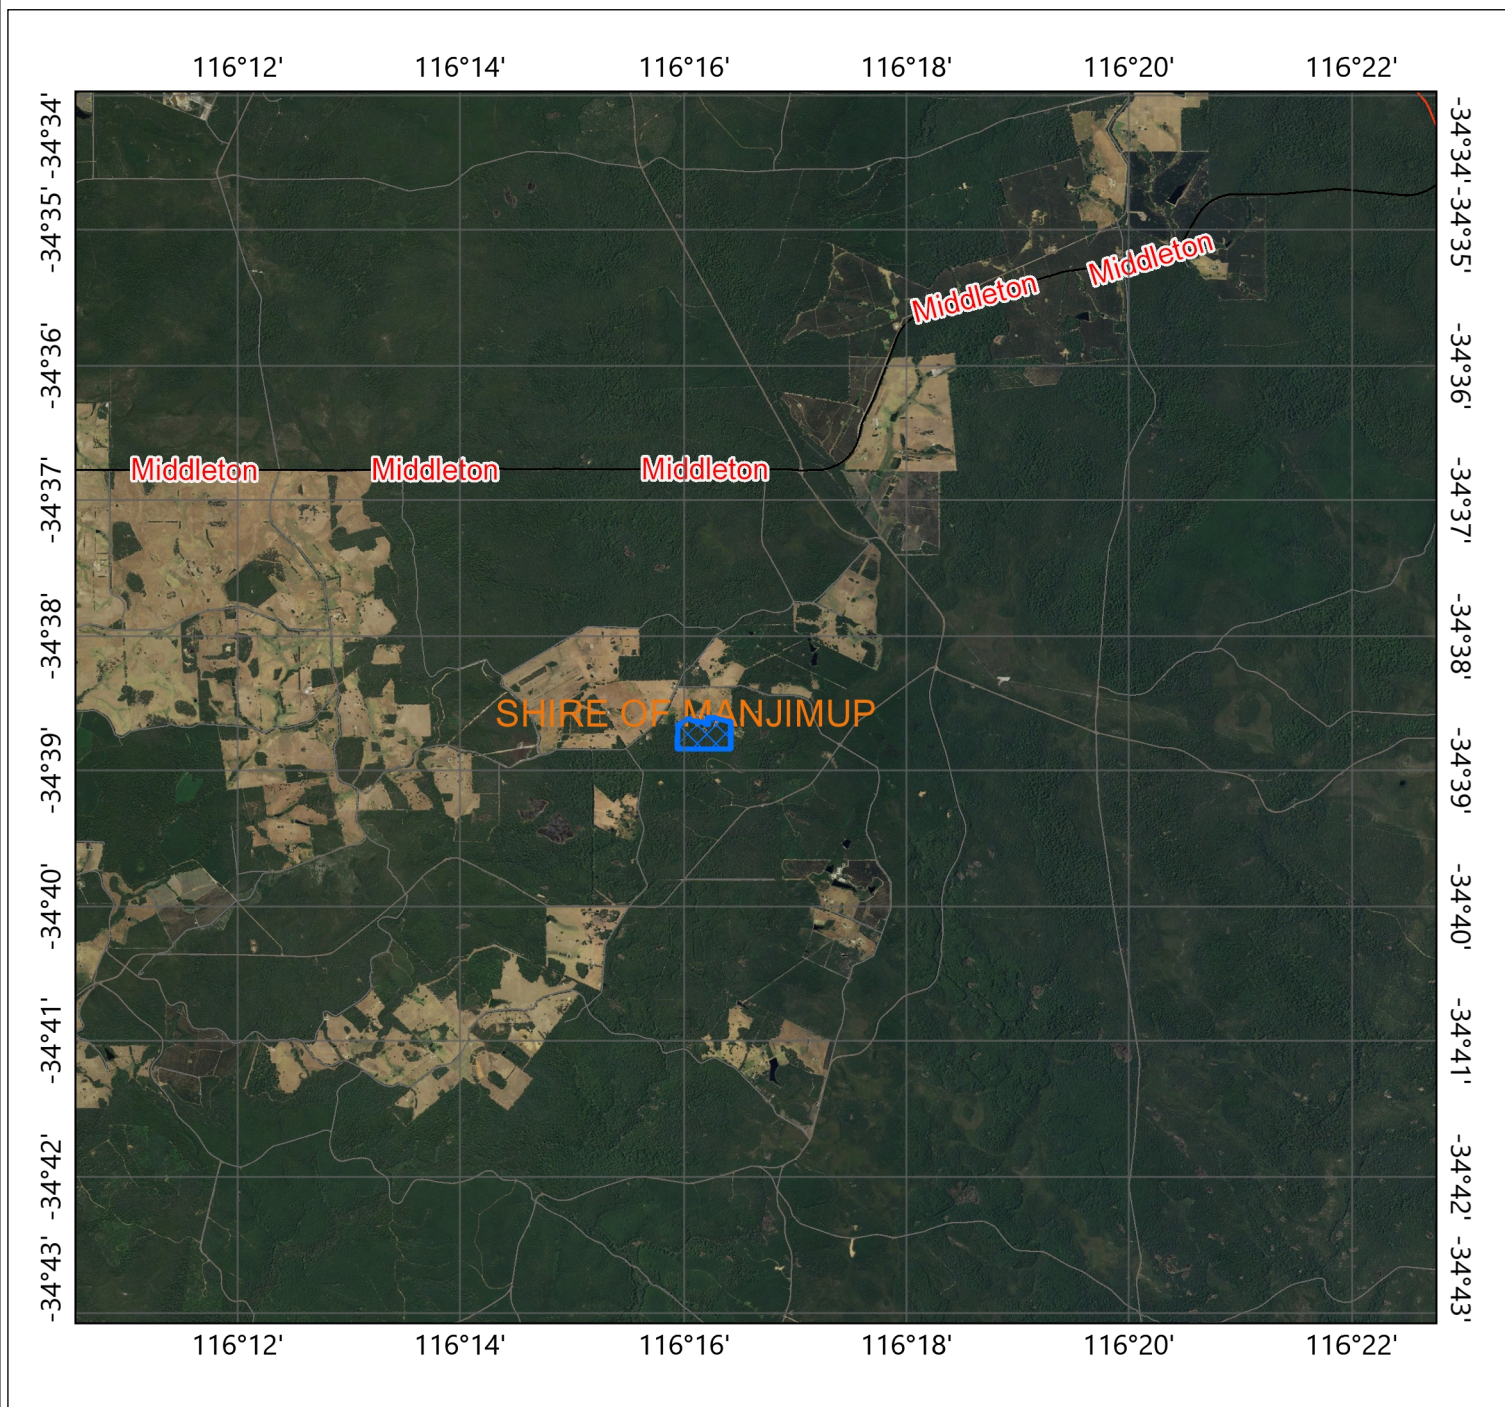 116°12' 116°14' 116°16' 116°18' 116°20' 116°22'
-34°34' -34°34'
-34°35' -34°35'
Middleton
Middleton
-34°36' -34°36'
Middleton Middleton Middleton
-34°37' -34°37'
-34°38' -34°38'
SHIRE OF MANJIMUP
-34°39' -34°39'
-34°40' -34°40'
-34°41' -34°41'
-34°42' -34°42'
-34°43' -34°43'
116°12' 116°14' 116°16' 116°18' 116°20' 116°22'